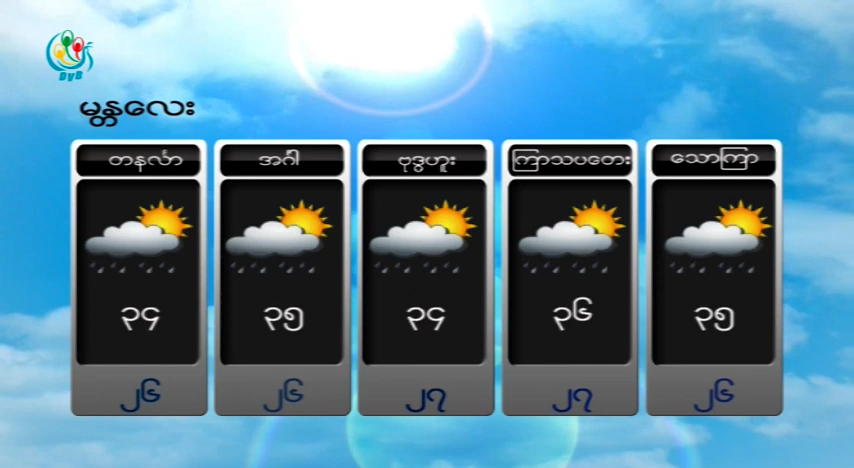 DVB
မန္တလေး
တနင်္လာ အင်္ဂါ ဗုဒ္ဓဟူး ကြာသပတေး သောကြာ
၃၄ ၃၅ ၃၄ ၃၆ ၃၅
၂၆ ၂၆ ၂၇ ၂၇ ၂၆